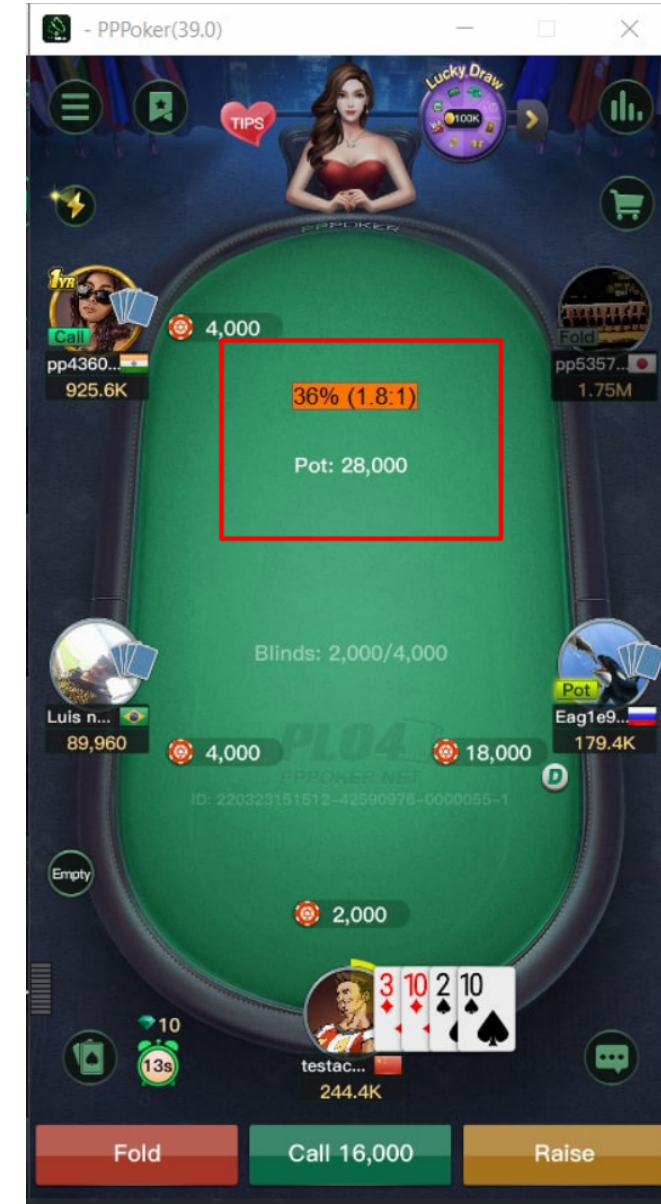 - PPPoker(39.0)
Lucky Draw
100K
TIPS
PPPOKER
1YR
Call
4,000
Fold
pp4360...
pp5357...
925.6K
1.75M
36% (1.8:1)
Pot: 28,000
Blinds: 2,000/4,000
Pot
Luis n...
Eag1e9...
89,960
179.4K
4,000
PLO4
18,000
PPPOKER.NET
D
ID: 220323151512-42590976-0000055-1
Empty
2,000
3 10 2 10
10
13s
testac...
244.4K
Fold
Call 16,000
Raise